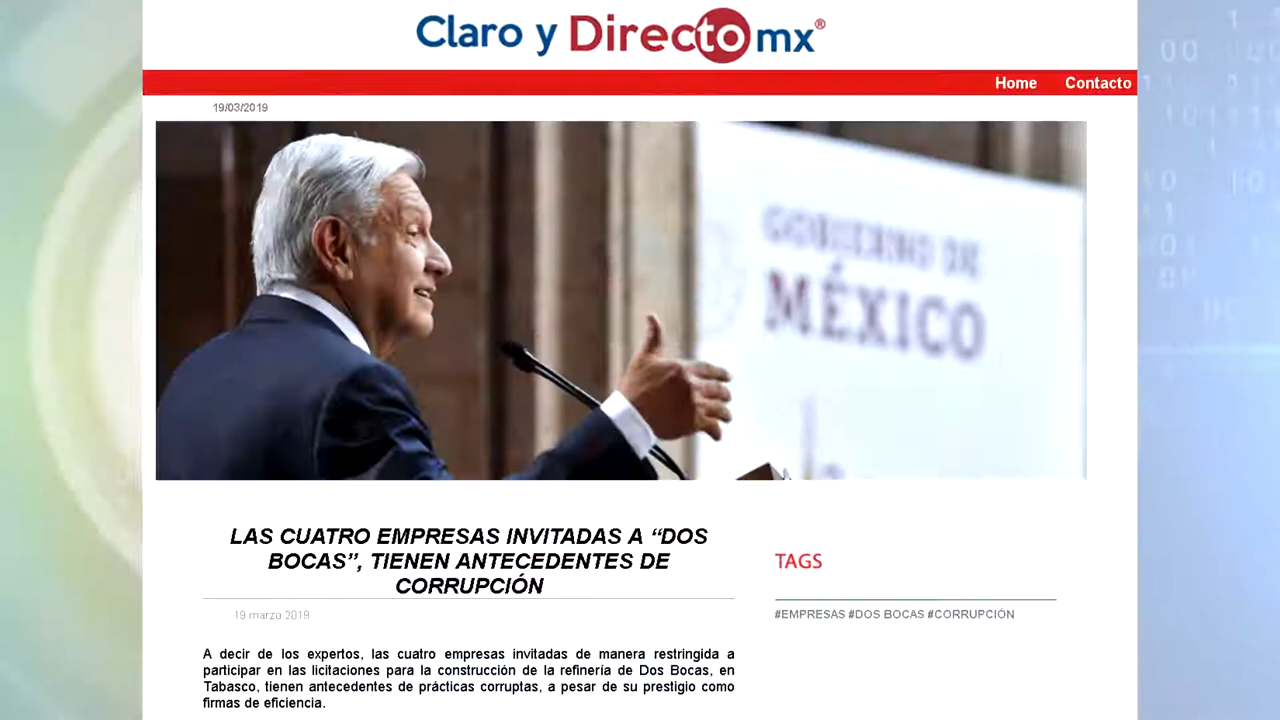 Claro y Directo mx®
Home Contacto
19/03/2019
GOBIERNO DE
MÉXICO
LAS CUATRO EMPRESAS INVITADAS A “DOS
BOCAS”, TIENEN ANTECEDENTES DE
CORRUPCIÓN
19 marzo 2019
A decir de los expertos, las cuatro empresas invitadas de manera restringida a
participar en las licitaciones para la construcción de la refinería de Dos Bocas, en
Tabasco, tienen antecedentes de prácticas corruptas, a pesar de su prestigio como
firmas de eficiencia.
TAGS
#EMPRESAS #DOS BOCAS #CORRUPCIÓN